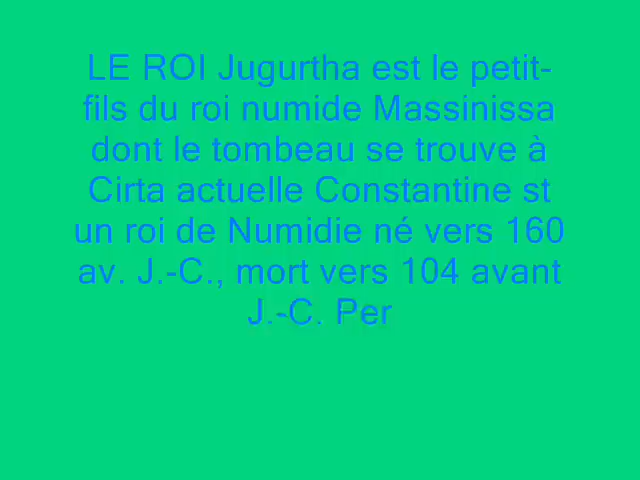 LE ROI Jugurtha est le petit-
fils du roi numide Massinissa
dont le tombeau se trouve à
Cirta actuelle Constantine st
un roi de Numidie né vers 160
av. J.-C., mort vers 104 avant
J.-C. Per